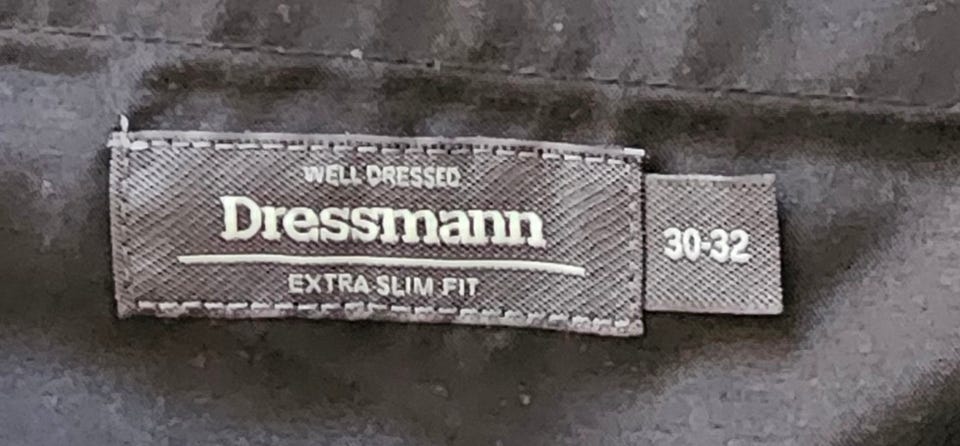 WELL DRESSED
Dressmann
EXTRA SLIM FIT
30-32